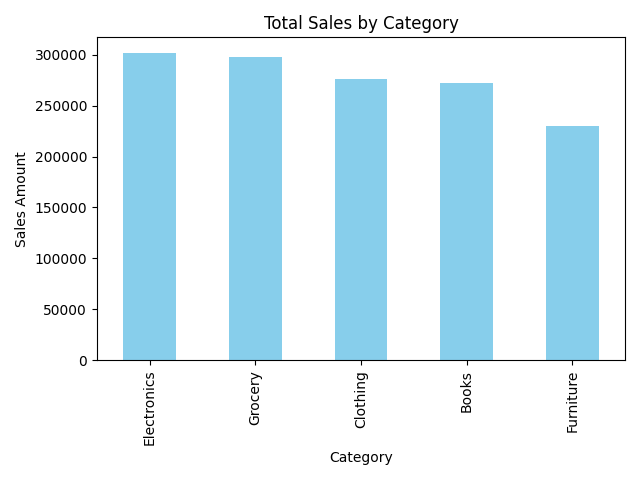 Total Sales by Category
300000
250000
200000
150000
100000
50000
0
Sales Amount
Electronics
Grocery
Clothing
Books
Furniture
Category